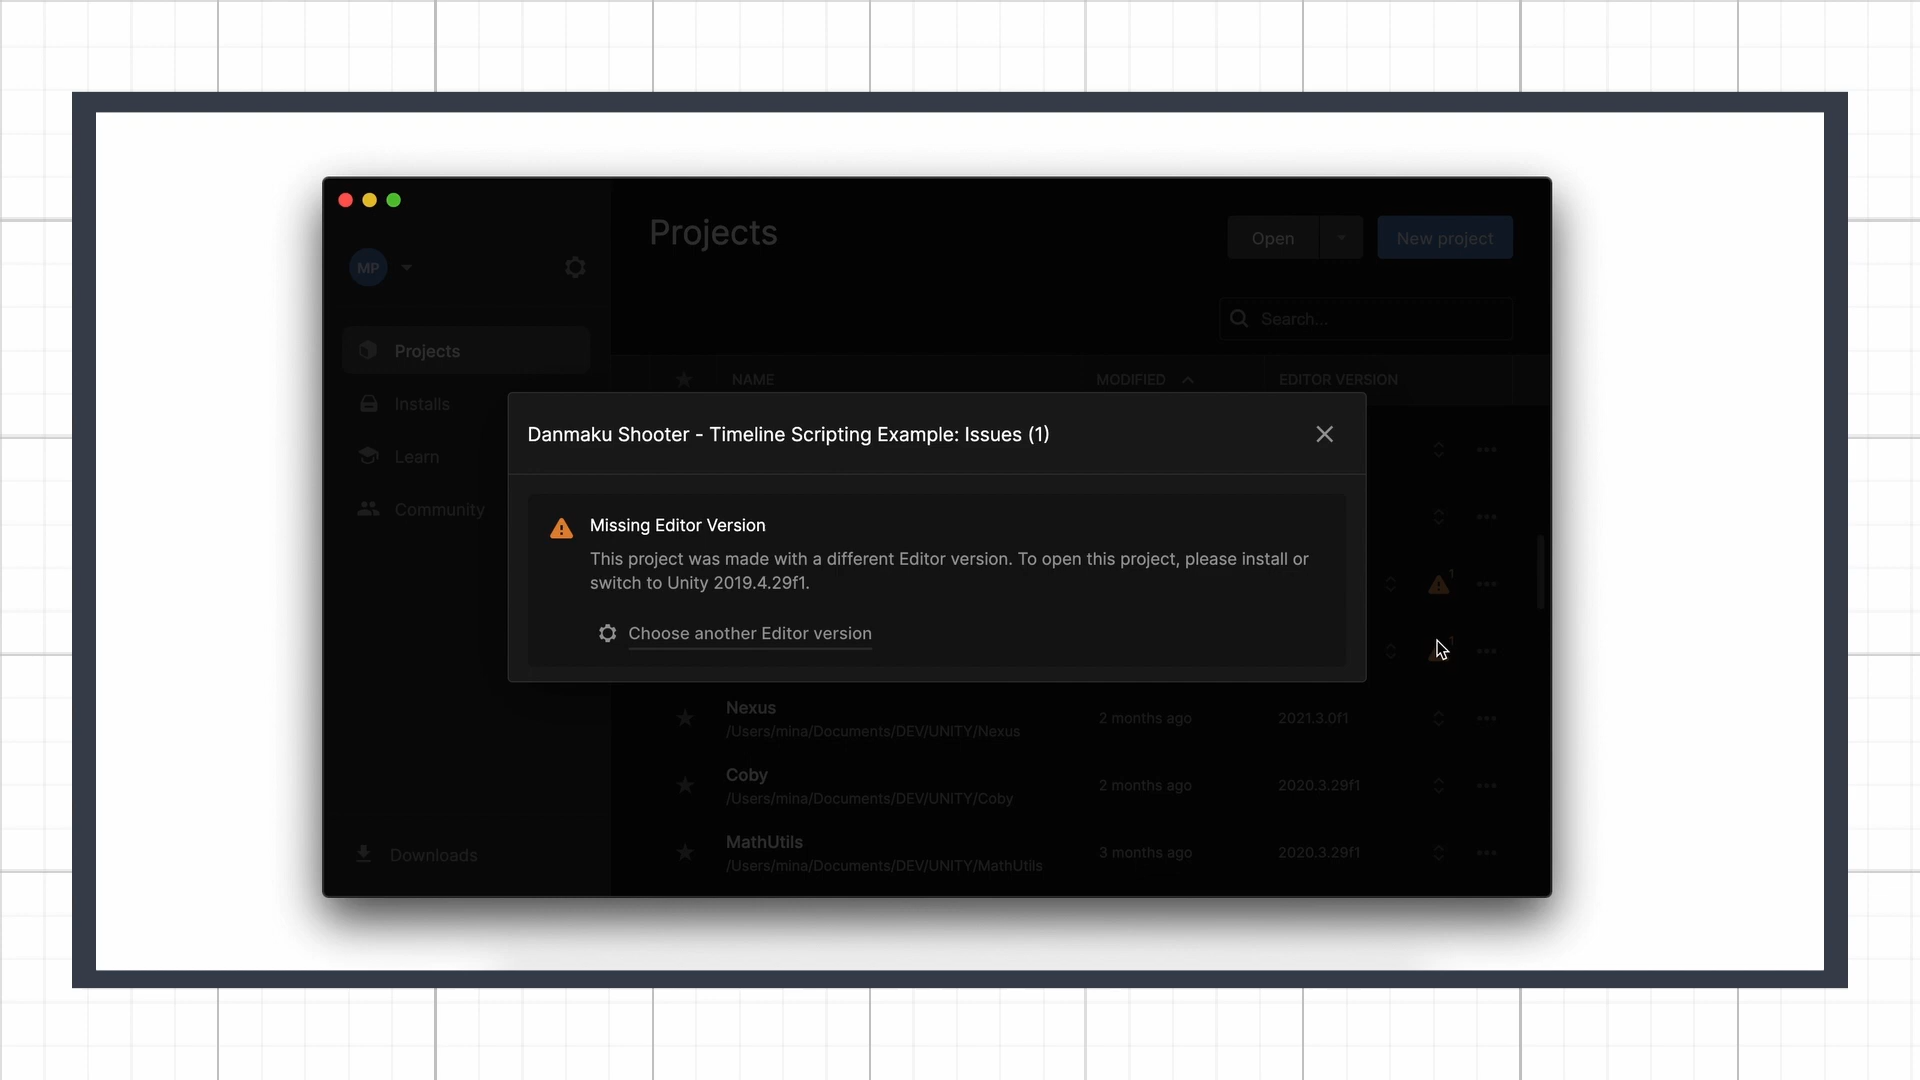 MP
Projects
Open
New project
Search...
Projects
Installs
Learn
Community
Downloads
NAME
MODIFIED
EDITOR VERSION
Danmaku Shooter - Timeline Scripting Example: Issues (1)
Missing Editor Version
This project was made with a different Editor version. To open this project, please install or
switch to Unity 2019.4.29f1.
Choose another Editor version
1
1
Nexus
2 months ago
2021.3.0f1
/Users/mina/Documents/DEV/UNITY/Nexus
Coby
2 months ago
2020.3.29f1
/Users/mina/Documents/DEV/UNITY/Coby
MathUtils
3 months ago
2020.3.29f1
/Users/mina/Documents/DEV/UNITY/MathUtils